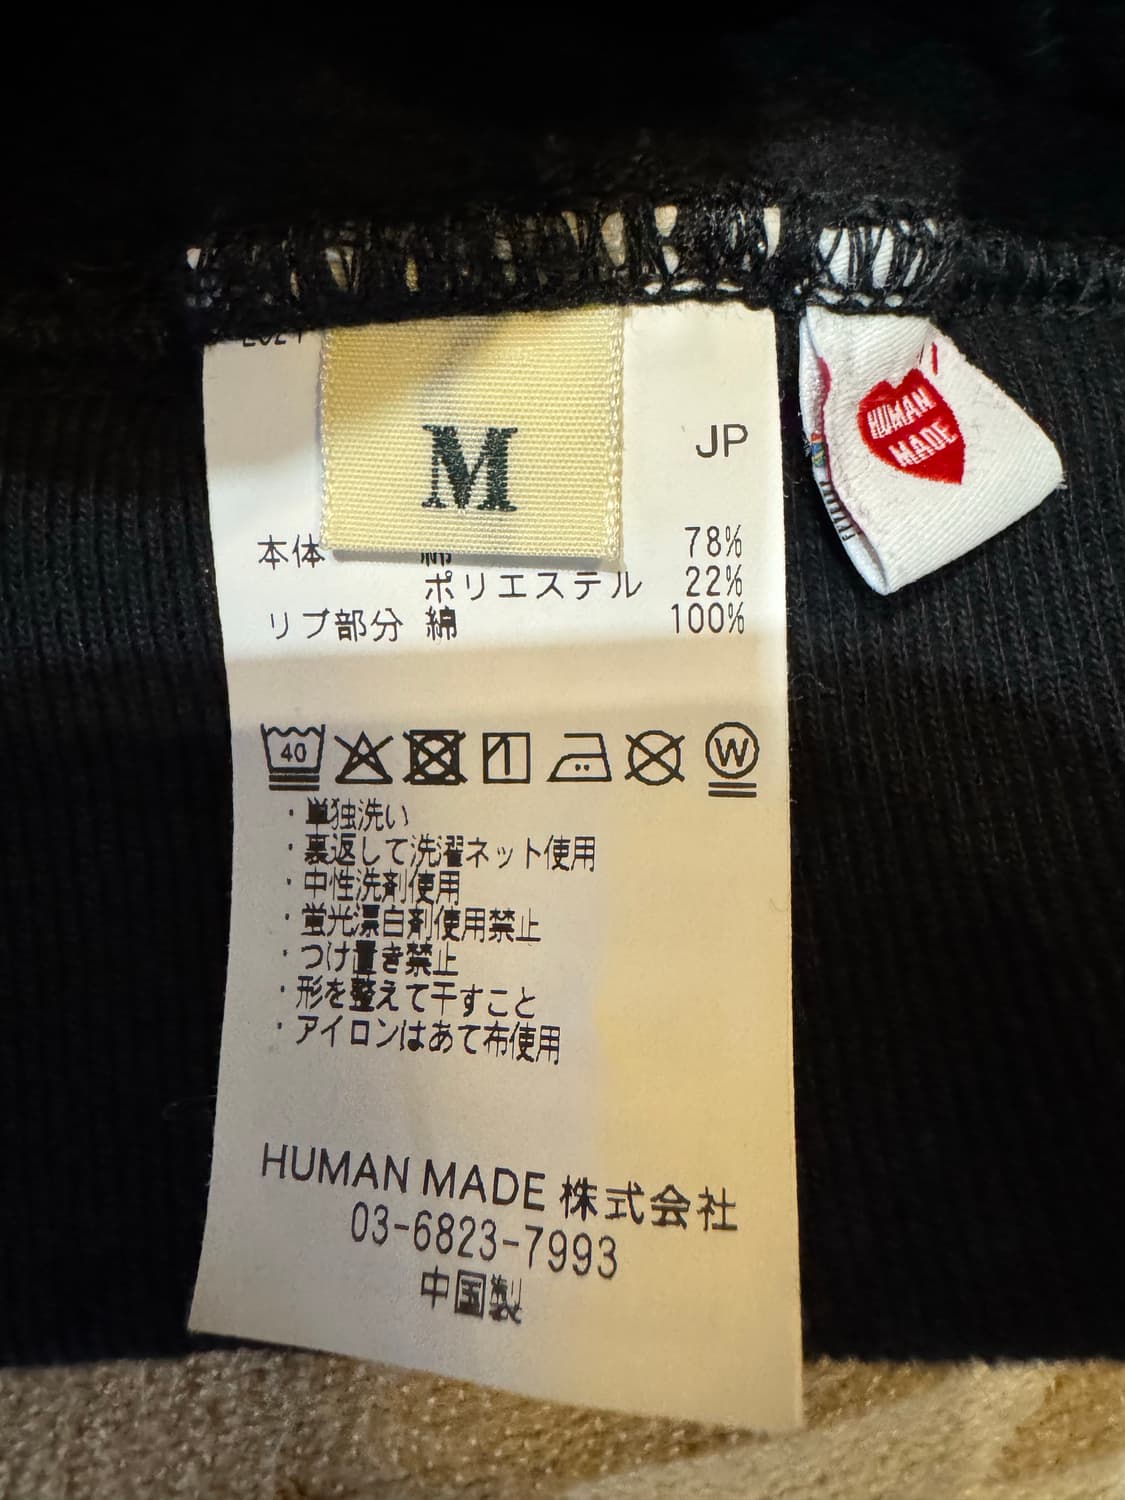 M
JP
本体 綿 78%
ポリエステル 22%
リブ部分 綿 100%
40
W
・単独洗い
・裏返して洗濯ネット使用
・中性洗剤使用
・蛍光漂白剤使用禁止
・つけ置き禁止
・形を整えて干すこと
・アイロンはあて布使用
HUMAN MADE 株式会社
03-6823-7993
中国製
HUMAN
MADE